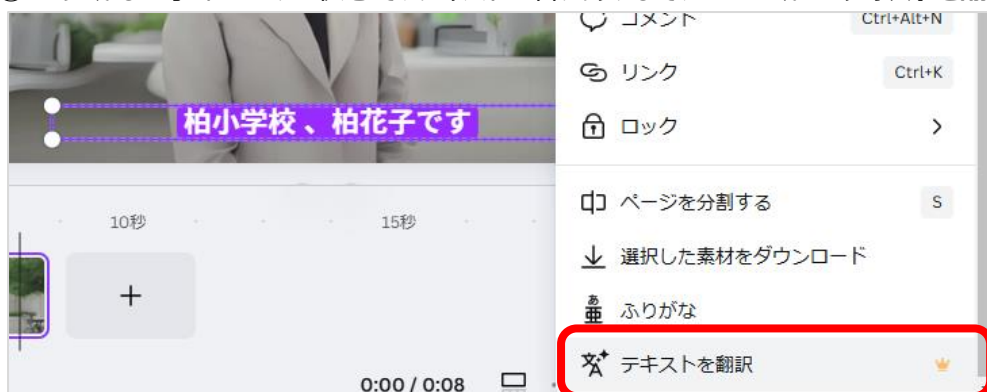 コメント Ctrl+Alt+N
リンク Ctrl+K
ロック
柏小学校、柏花子です
ページを分割する S
10秒 15秒
選択した素材をダウンロード
あ亜 ふりがな
テキストを翻訳
0:00 / 0:08